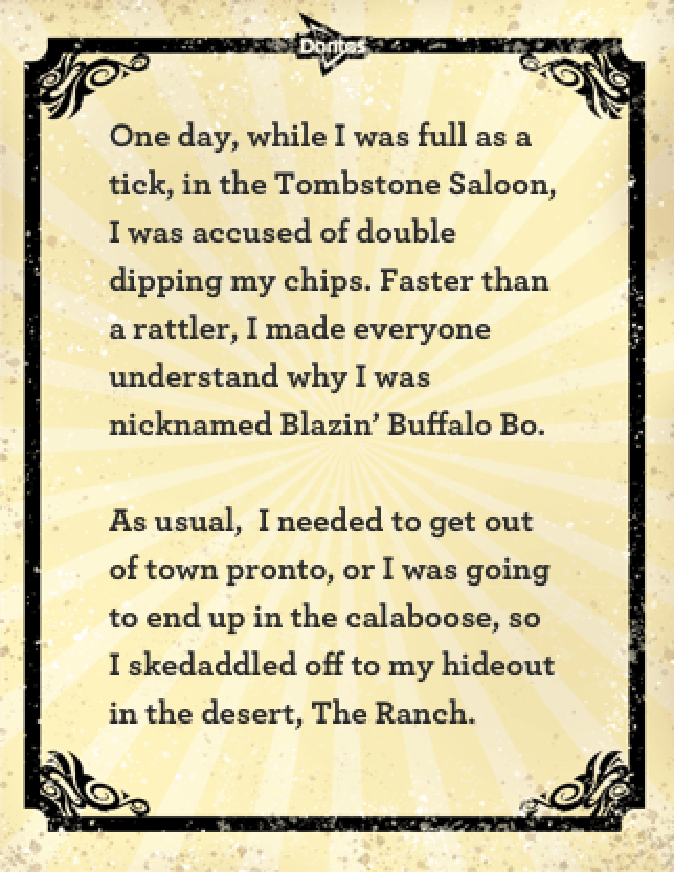 Doritos
One day, while I was full as a
tick, in the Tombstone Saloon,
I was accused of double
dipping my chips. Faster than
a rattler, I made everyone
understand why I was
nicknamed Blazin’ Buffalo Bo.
As usual,  I needed to get out
of town pronto, or I was going
to end up in the calaboose, so
I skedaddled off to my hideout
in the desert, The Ranch.